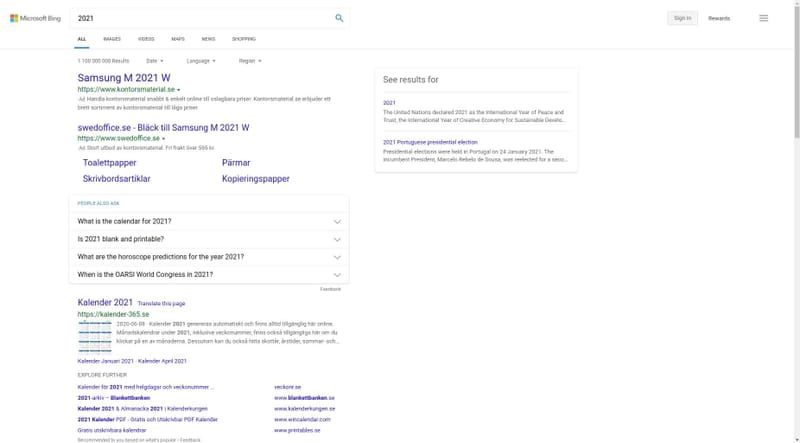 Microsoft Bing
2021
Sign in
Rewards
ALL
IMAGES
VIDEOS
MAPS
NEWS
SHOPPING
1 100 000 000 Results
Date
Language
Region
Samsung M 2021 W
https://www.kontorsmaterial.se
Ad Handla kontorsmaterial snabbt & enkelt online till oslagbara priser. Kontorsmaterial.se erbjuder ett
brett sortiment av kontorsmaterial till låga priser.
swedoffice.se - Bläck till Samsung M 2021 W
https://www.swedoffice.se
Ad Stort utbud av kontorsmaterial. Fri frakt över 595 kr.
Toalettpapper
Pärmar
Skrivbordsartiklar
Kopieringspapper
PEOPLE ALSO ASK
What is the calendar for 2021?
Is 2021 blank and printable?
What are the horoscope predictions for the year 2021?
When is the OARSI World Congress in 2021?
Feedback
Kalender 2021 Translate this page
https://kalender-365.se
2020-06-08 · Kalender 2021 genereras automatiskt och finns alltid tillgänglig här online.
Månadskalendrar under 2021, inklusive veckonummer, finns också tillgängliga här om du
klickar på en av månaderna. Dessutom kan du också hitta skottår, årstider, sommar- och...
Kalender Januari 2021 · Kalender April 2021
EXPLORE FURTHER
Kalender för 2021 med helgdagar och veckonummer ...
veckonr.se
2021-arkiv – Blankettbanken
www.blankettbanken.se
Kalender 2021 & Almanacka 2021 | Kalenderkungen
www.kalenderkungen.se
2021 Kalender PDF - Gratis och Utskrivbar PDF Kalender
www.wincalendar.com
Gratis utskrivbara kalendrar
www.printables.se
Recommended to you based on what's popular · Feedback
See results for
2021
The United Nations declared 2021 as the International Year of Peace and
Trust, the International Year of Creative Economy for Sustainable Develo...
2021 Portuguese presidential election
Presidential elections were held in Portugal on 24 January 2021. The
incumbent President, Marcelo Rebelo de Sousa, was reelected for a seco...